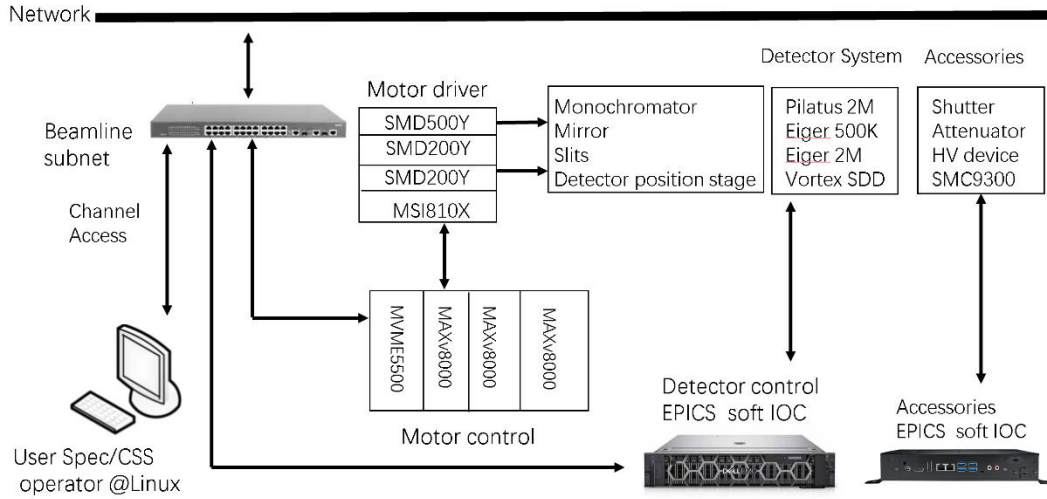 Network
Beamline
subnet
Channel
Access
User Spec/CSS
operator @Linux
Motor driver
SMD500Y
SMD200Y
SMD200Y
MSI810X
Monochromator
Mirror
Slits
Detector position stage
Detector System
Pilatus 2M
Eiger 500K
Eiger 2M
Vortex SDD
Accessories
Shutter
Attenuator
HV device
SMC9300
MVME5500
MAXv8000
MAXv8000
MAXv8000
Motor control
Detector control
EPICS soft IOC
Accessories
EPICS soft IOC